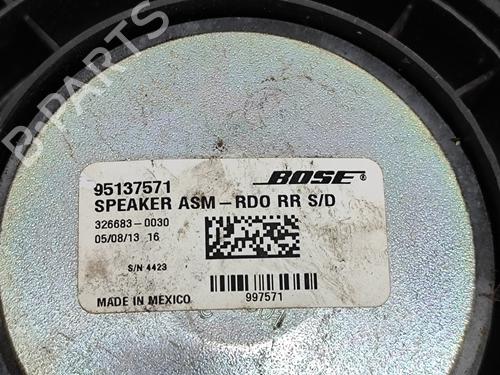 B-PARTS
95137571
BOSE®
SPEAKER ASM – RDO RR S/D
326683-0030
05/08/13 16
S/N 4423
MADE IN MEXICO
997571